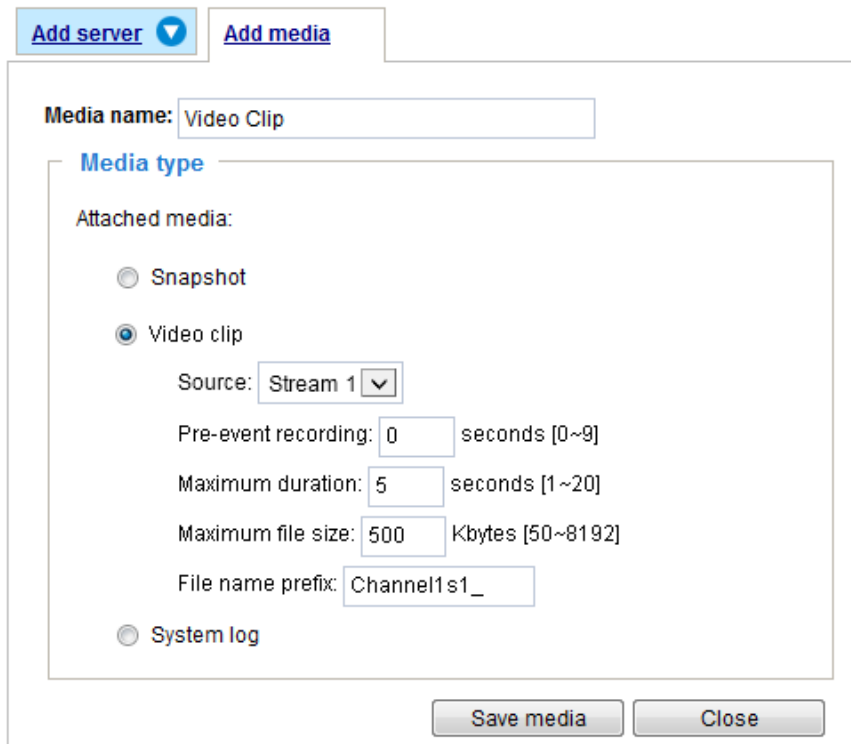 Add server Add media
Media name: Video Clip
Media type
Attached media:
Snapshot
Video clip
Source: Stream 1
Pre-event recording: 0 seconds [0~9]
Maximum duration: 5 seconds [1~20]
Maximum file size: 500 Kbytes [50~8192]
File name prefix: Channel1s1_
System log
Save media Close